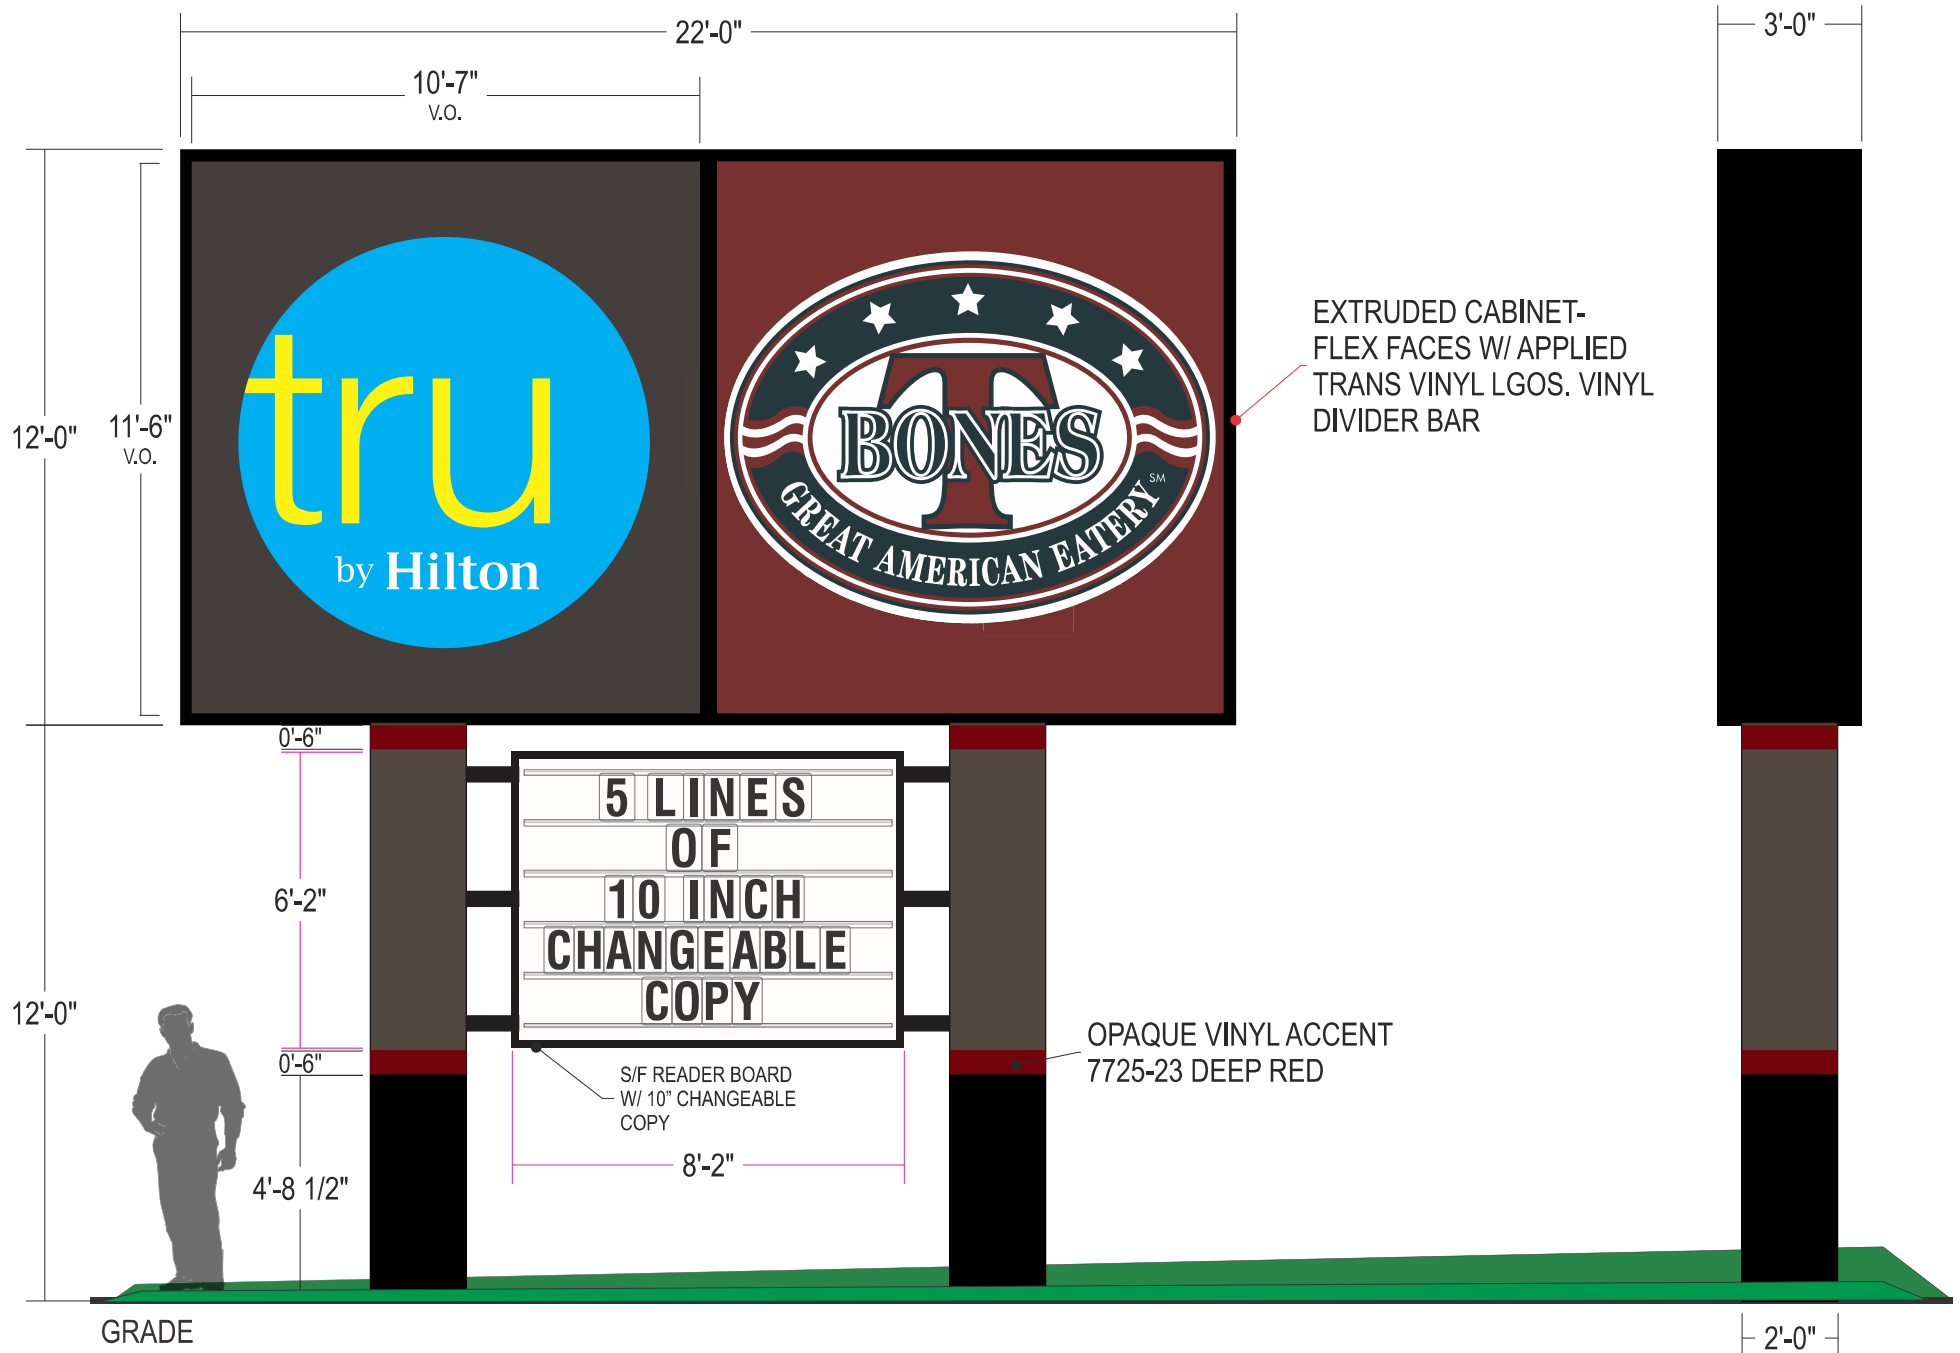 22'-0"
3'-0"
10'-7"
V.O.
12'-0"
11'-6"
V.O.
tru
by Hilton
T
BONES
GREAT AMERICAN EATERY SM
EXTRUDED CABINET-
FLEX FACES W/ APPLIED
TRANS VINYL LGOS. VINYL
DIVIDER BAR
0'-6"
6'-2"
0'-6"
4'-8 1/2"
12'-0"
5 LINES
OF
10 INCH
CHANGEABLE
COPY
S/F READER BOARD
W/ 10" CHANGEABLE
COPY
8'-2"
OPAQUE VINYL ACCENT
7725-23 DEEP RED
GRADE
2'-0"